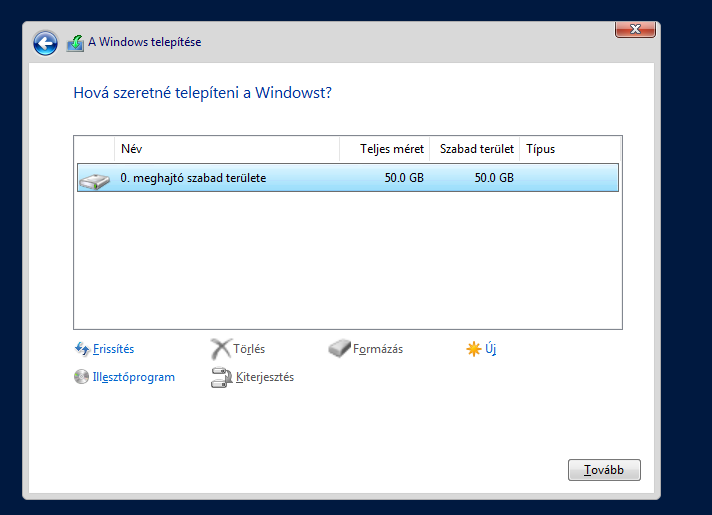 A Windows telepítése
Hová szeretné telepíteni a Windowst?
Név Teljes méret Szabad terület Típus
0. meghajtó szabad területe 50.0 GB 50.0 GB
Frissítés Törlés Formázás Új
Illesztőprogram Kiterjesztés
Tovább